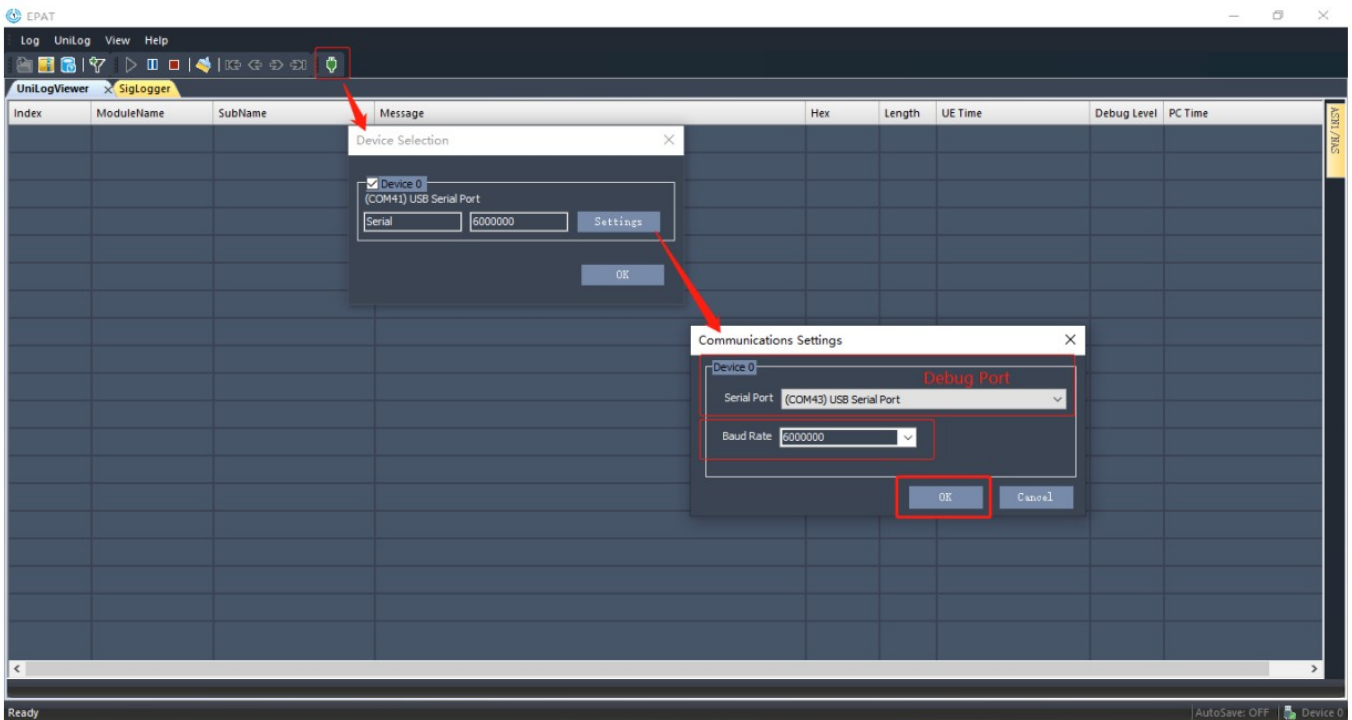 EPAT
Log UniLog View Help
UniLogViewer SigLogger
Index ModuleName SubName Message Hex Length UE Time Debug Level PC Time
ASN1/NAS
Device Selection
Device 0
(COM41) USB Serial Port
Serial 6000000 Settings
OK
Communications Settings
Device 0
Debug Port
Serial Port (COM43) USB Serial Port
Baud Rate 6000000
OK Cancel
Ready AutoSave: OFF Device 0